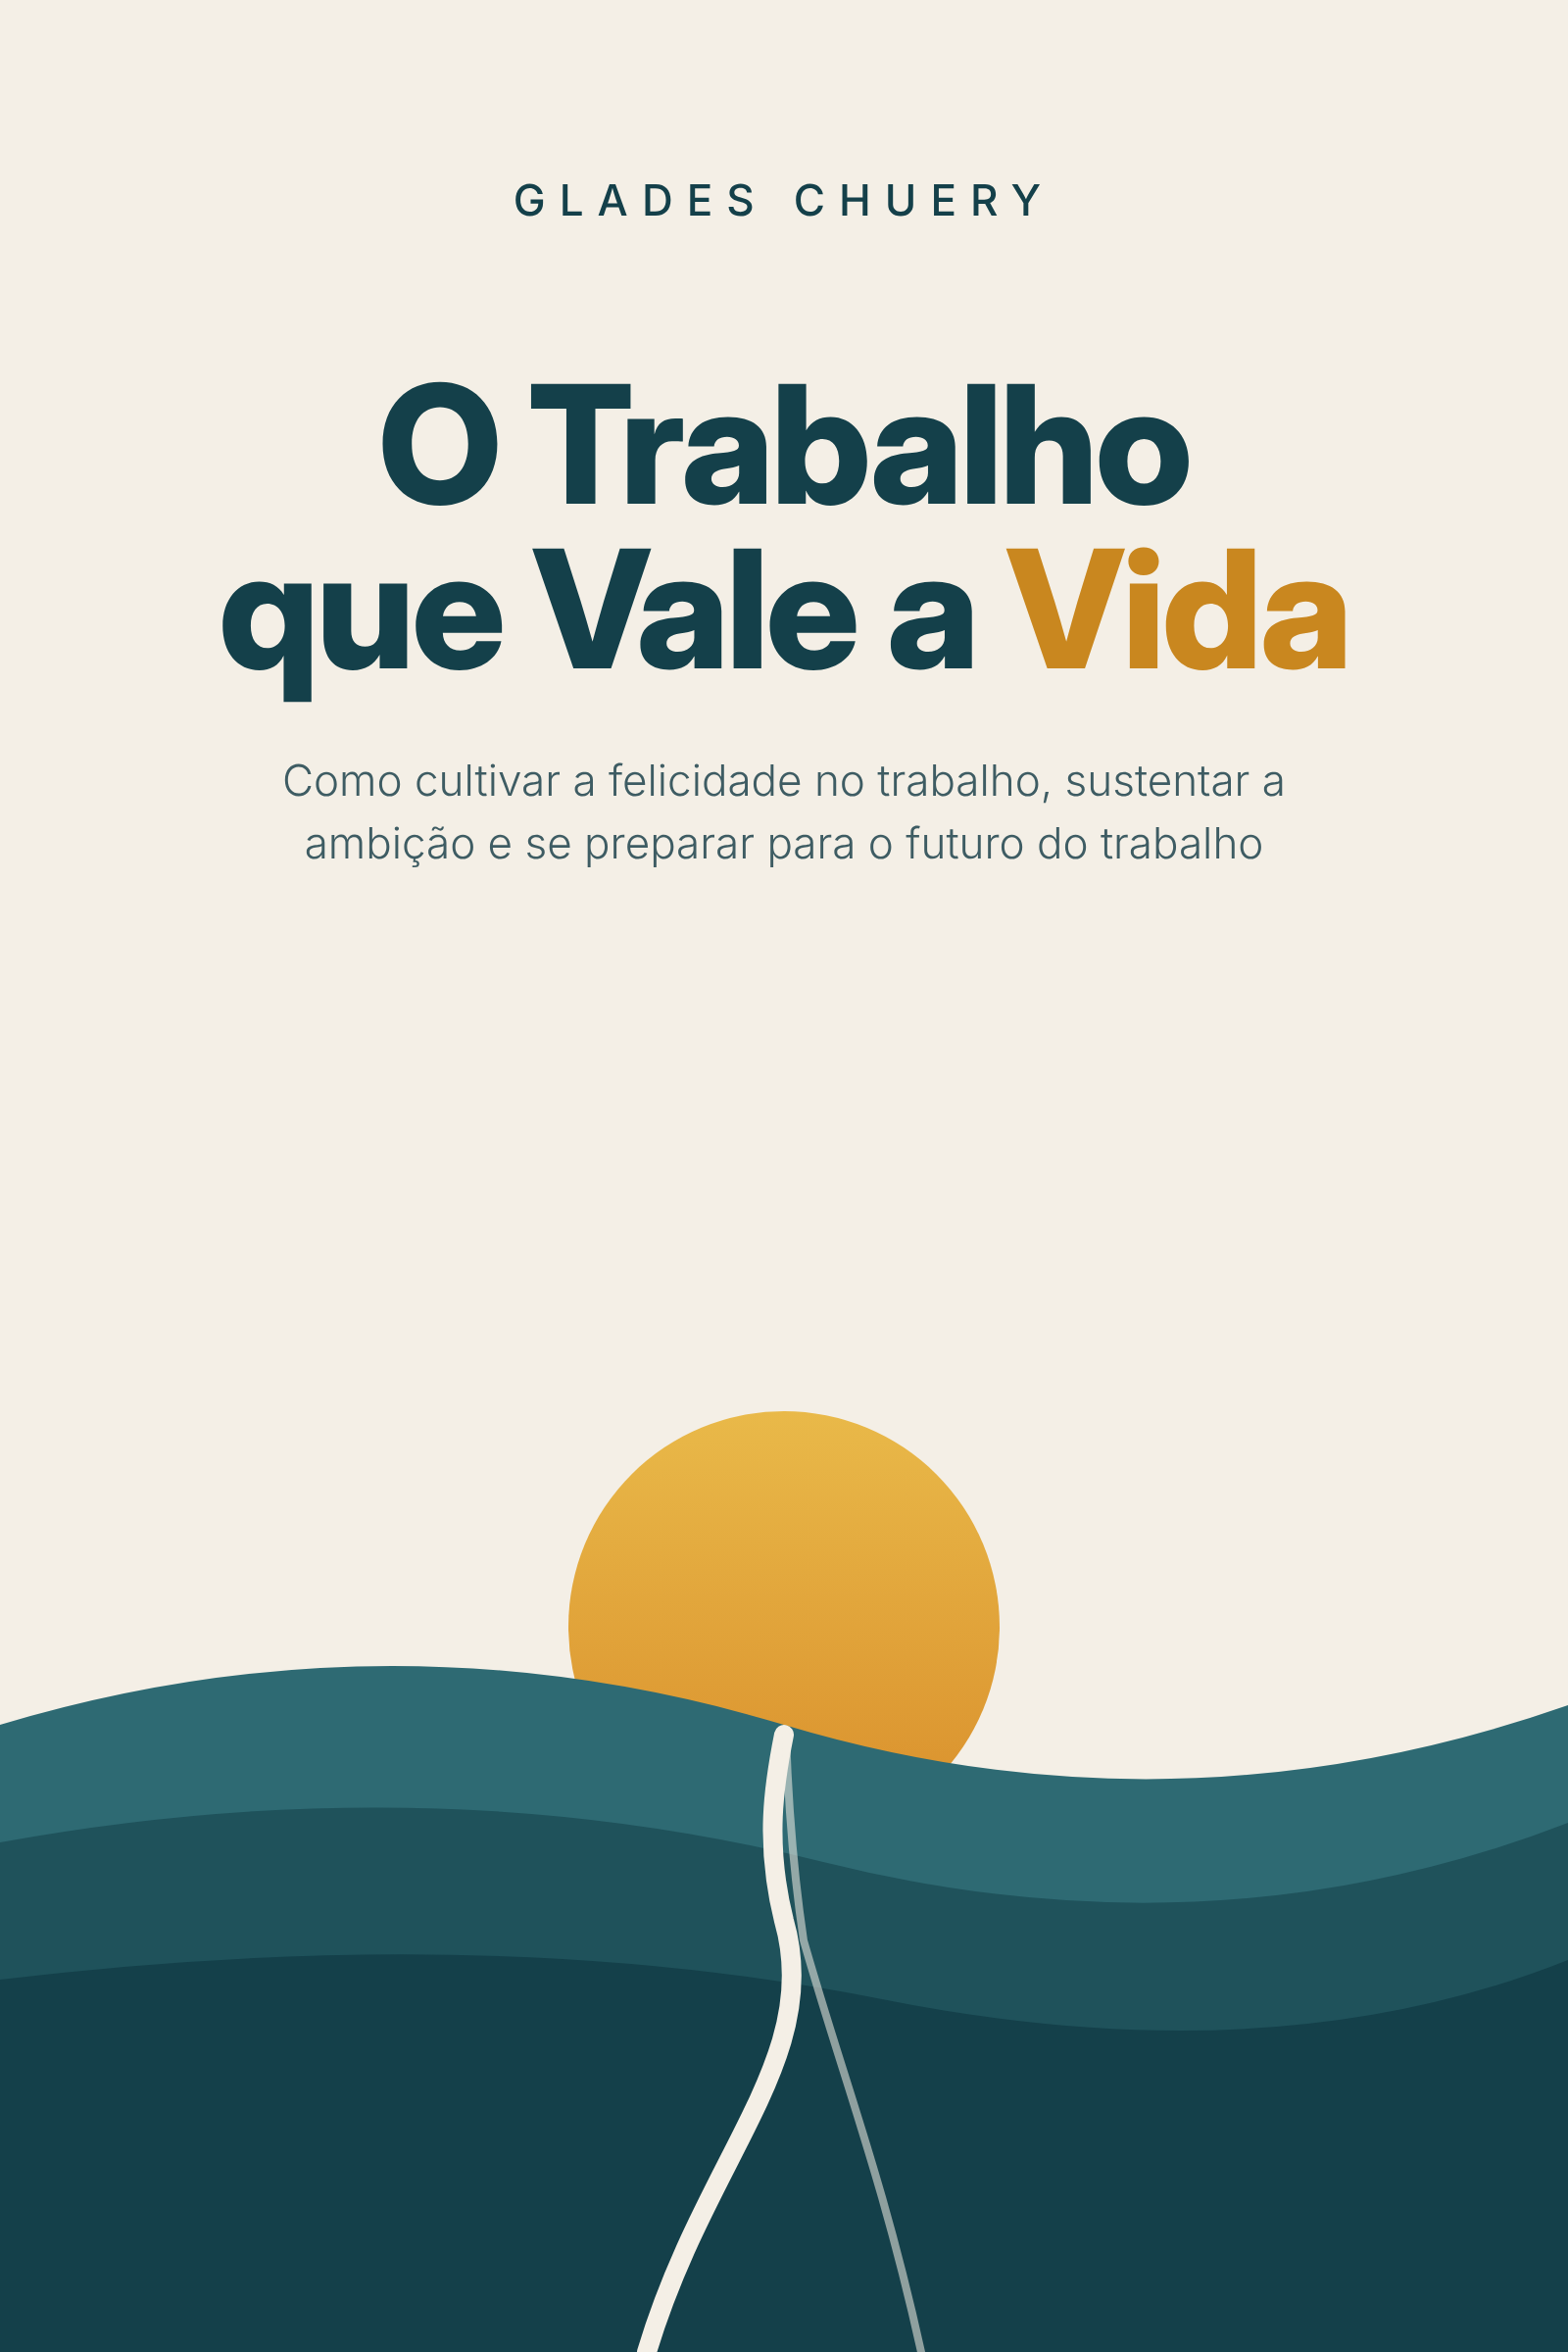 GLADES CHUERY
O Trabalho
que Vale a Vida
Como cultivar a felicidade no trabalho, sustentar a
ambição e se preparar para o futuro do trabalho